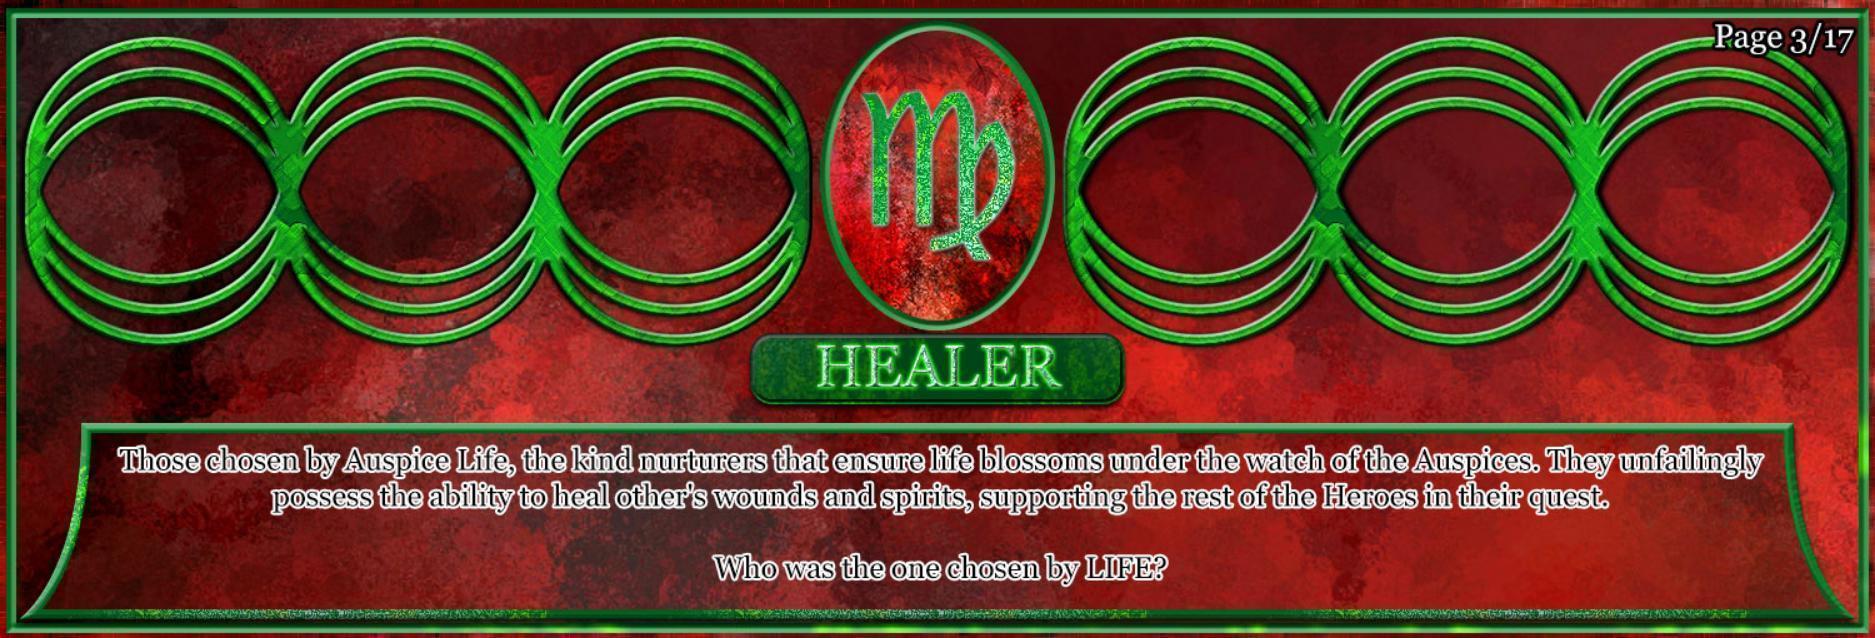 Page 3/17
HEALER
Those chosen by Auspice Life, the kind nurturers that ensure life blossoms under the watch of the Auspices. They unfailingly
possess the ability to heal other's wounds and spirits, supporting the rest of the Heroes in their quest.
Who was the one chosen by LIFE?